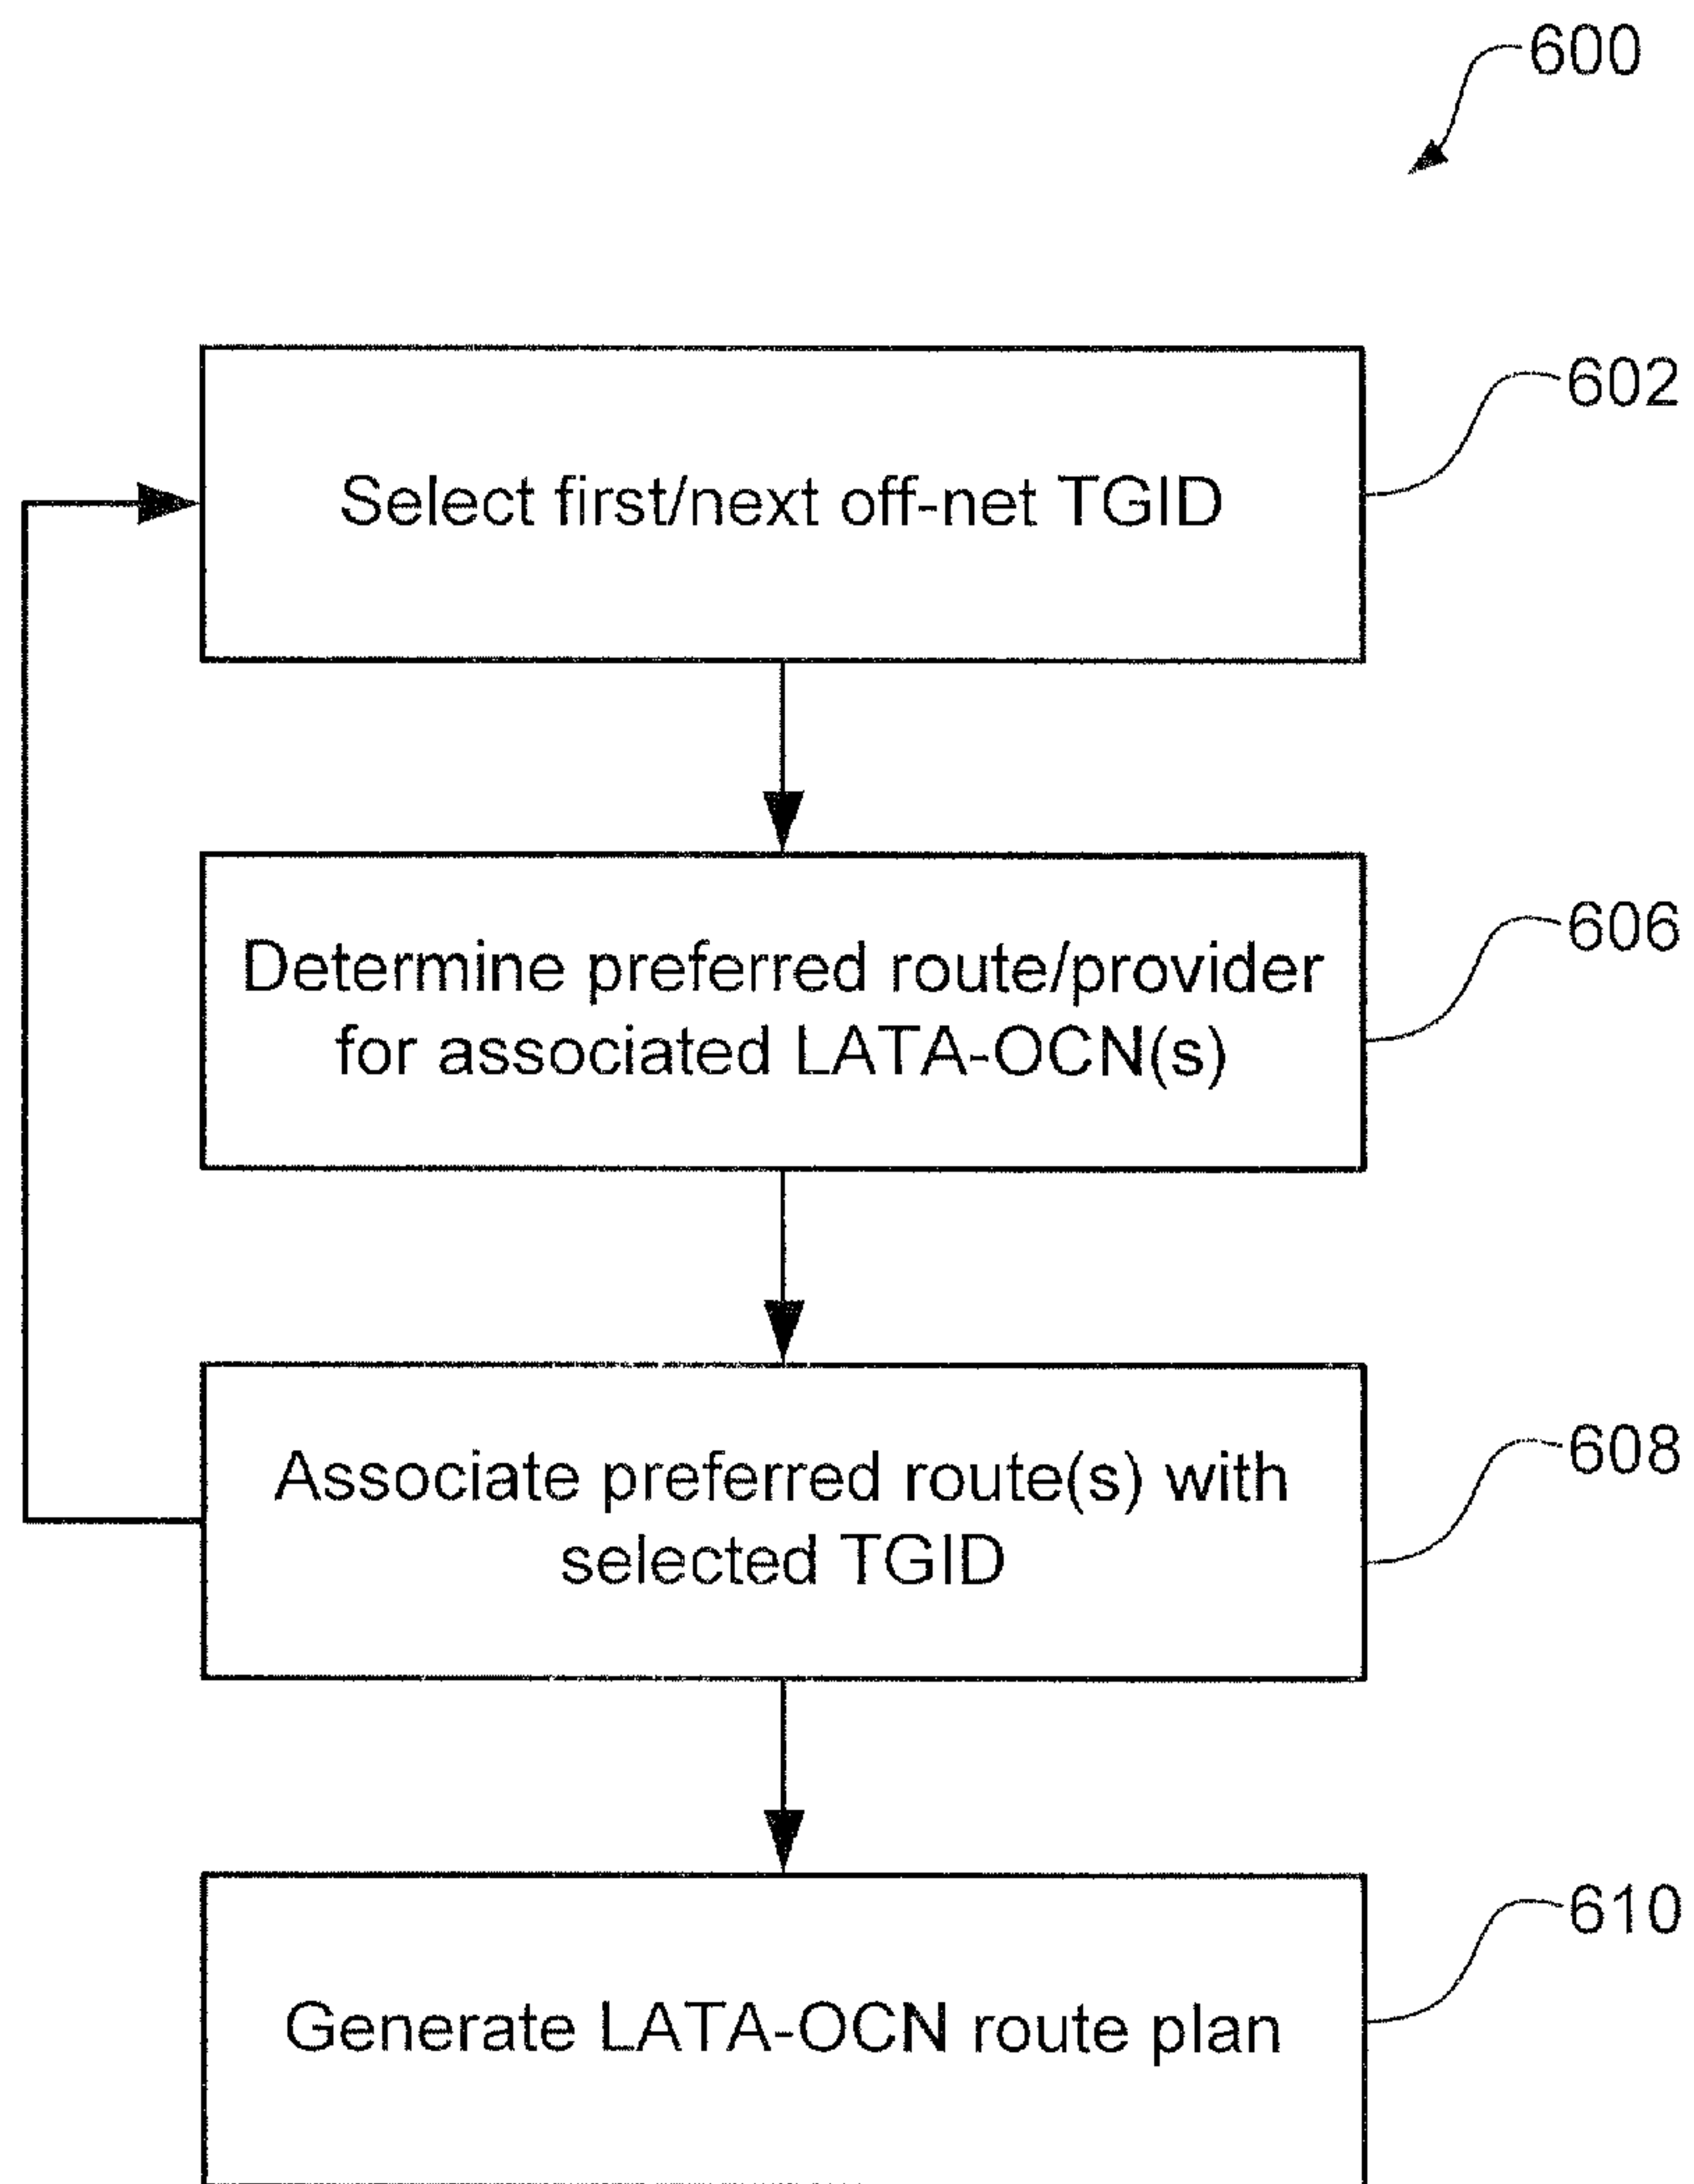 600
602
Select first/next off-net TGID
606
Determine preferred route/provider
for associated LATA-OCN(s)
608
Associate preferred route(s) with
selected TGID
610
Generate LATA-OCN route plan